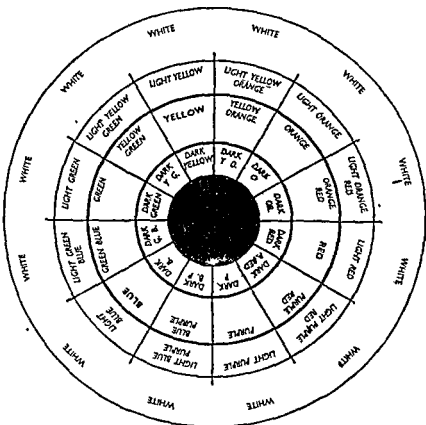 WHITE
WHITE
WHITE
WHITE
WHITE
WHITE
WHITE
WHITE
WHITE
WHITE
WHITE
WHITE
LIGHT YELLOW
LIGHT YELLOW
ORANGE
LIGHT ORANGE
LIGHT ORANGE
RED
LIGHT RED
LIGHT PURPLE
RED
LIGHT PURPLE
LIGHT BLUE
PURPLE
LIGHT
BLUE
LIGHT GREEN
BLUE
LIGHT GREEN
LIGHT YELLOW
GREEN
YELLOW
YELLOW
ORANGE
ORANGE
ORANGE
RED
RED
PURPLE
RED
PURPLE
BLUE
PURPLE
BLUE
GREEN BLUE
GREEN
YELLOW
GREEN
DARK
YELLOW
DARK
Y O.
DARK
O
DARK
DARK
RED
DARK
DARK
P
DARK
B. P
DARK
B.
DARK
G. B.
DARK
GREEN
DARK
Y G.